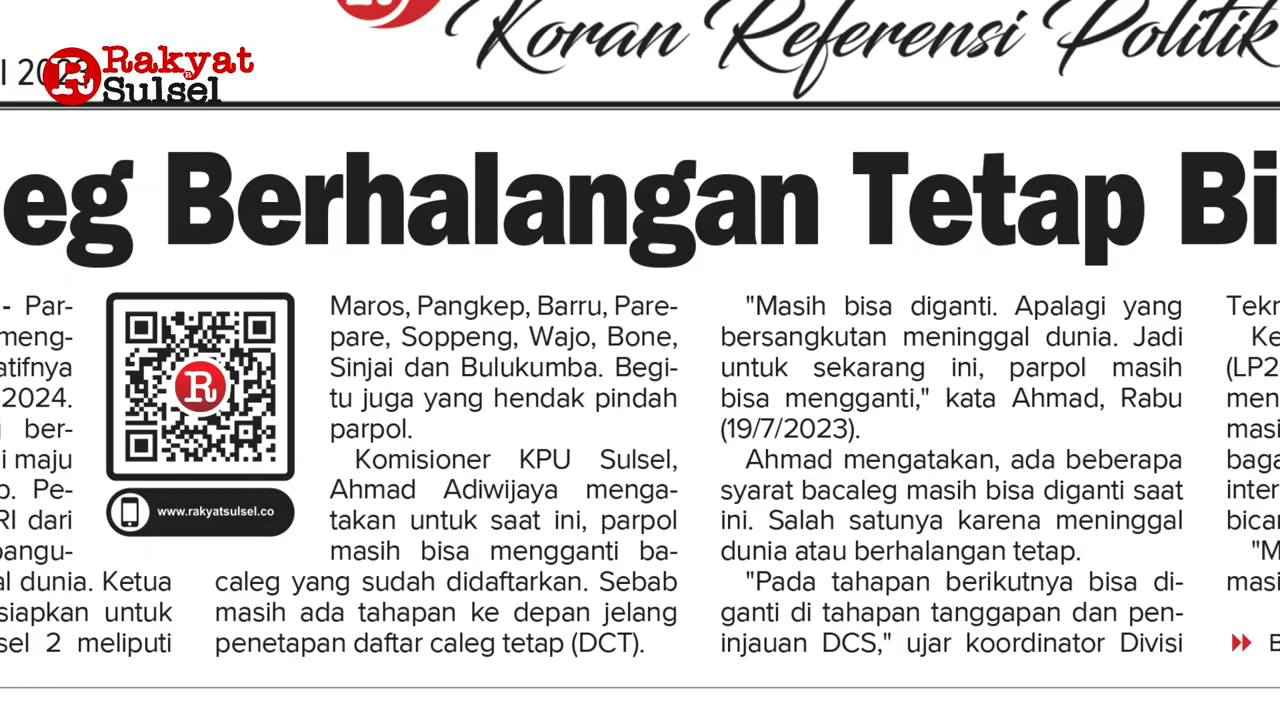 Koran Referensi Politik
Rakyat
Sulsel
eg Berhalangan Tetap Bi
- Par-
meng-
atifnya
2024.
ber-
i maju
p. Pe-
RI dari
bangu-
al dunia. Ketua
siapkan untuk
sel 2 meliputi
www.rakyatsulsel.co
Maros, Pangkep, Barru, Pare-
pare, Soppeng, Wajo, Bone,
Sinjai dan Bulukumba. Begi-
tu juga yang hendak pindah
parpol.
Komisioner KPU Sulsel,
Ahmad Adiwijaya menga-
takan untuk saat ini, parpol
masih bisa mengganti ba-
caleg yang sudah didaftarkan. Sebab
masih ada tahapan ke depan jelang
penetapan daftar caleg tetap (DCT).
"Masih bisa diganti. Apalagi yang
bersangkutan meninggal dunia. Jadi
untuk sekarang ini, parpol masih
bisa mengganti," kata Ahmad, Rabu
(19/7/2023).
Ahmad mengatakan, ada beberapa
syarat bacaleg masih bisa diganti saat
ini. Salah satunya karena meninggal
dunia atau berhalangan tetap.
"Pada tahapan berikutnya bisa di-
ganti di tahapan tanggapan dan pen-
injauan DCS," ujar koordinator Divisi
Tekn
Ke
(LP2
men
masi
baga
inter
bicar
"M
masi